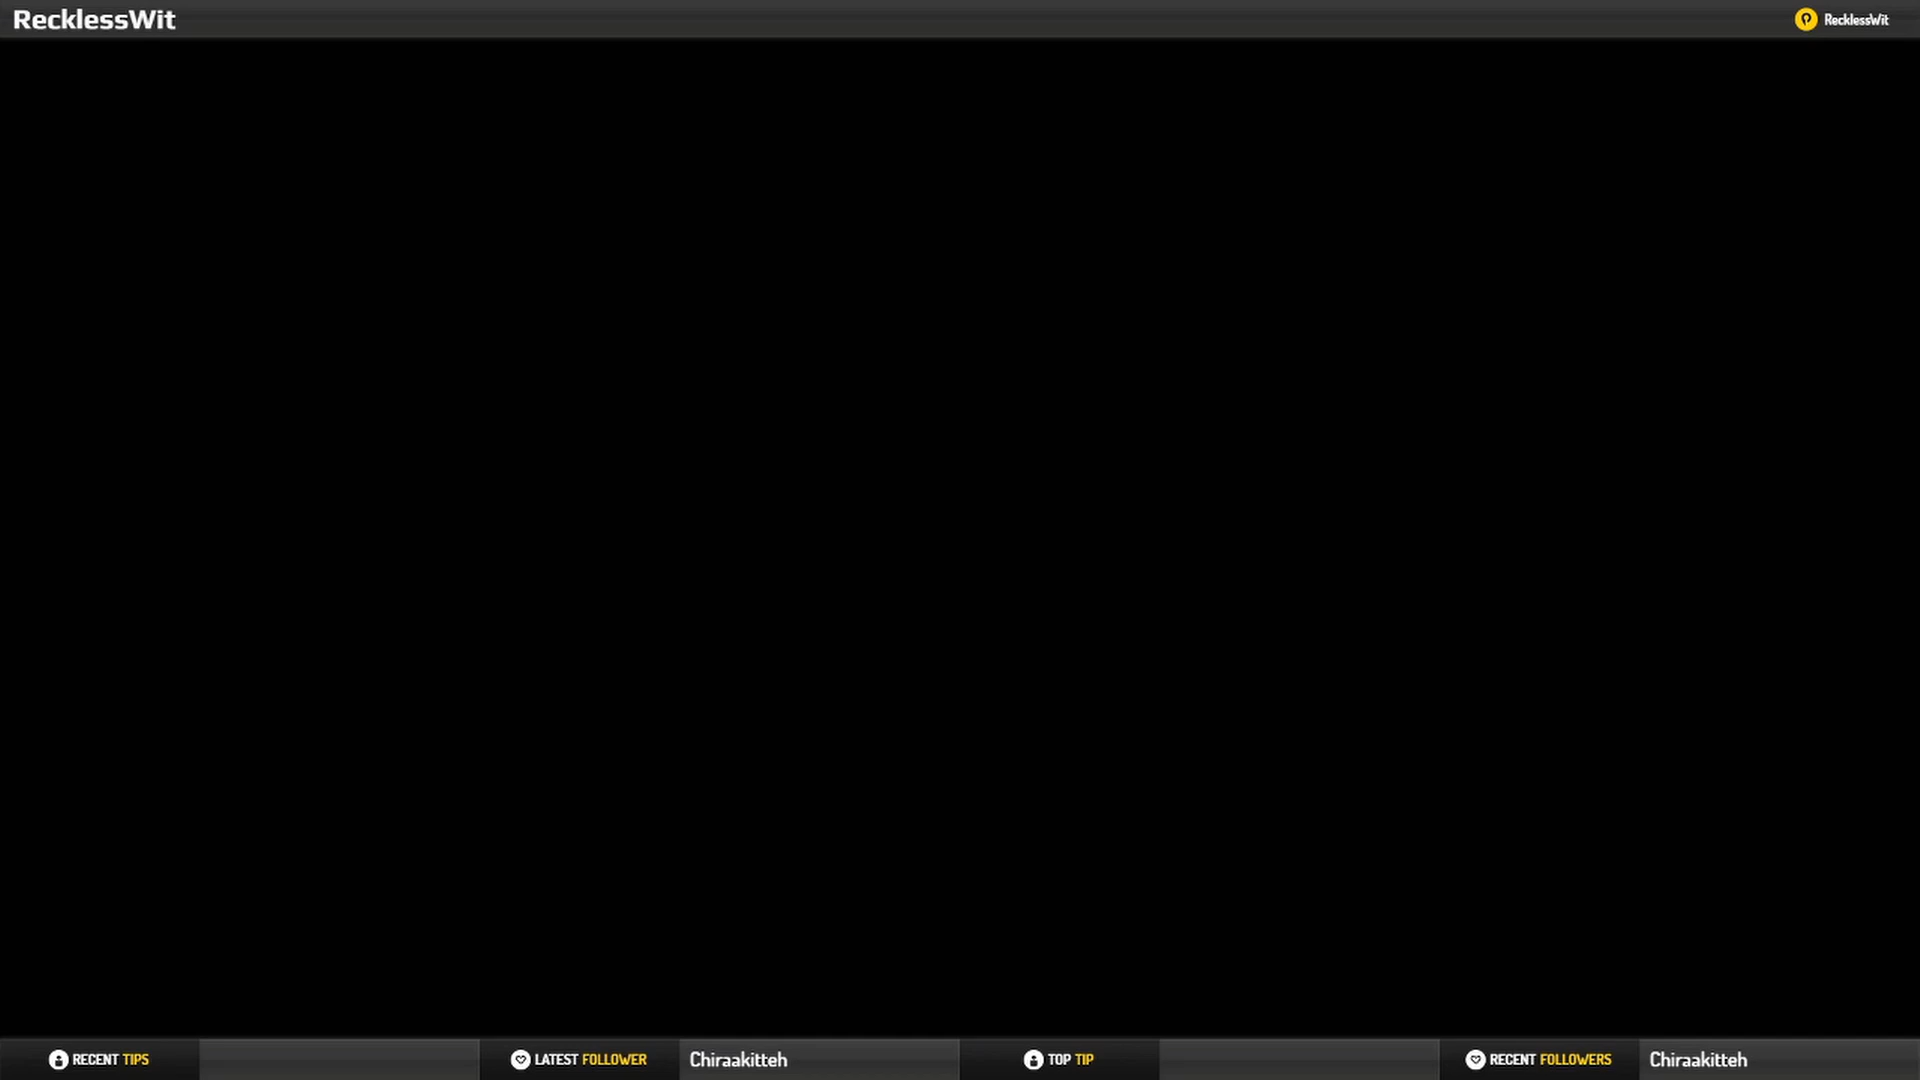 RecklessWit
RecklessWit
RECENT TIPS
LATEST FOLLOWER
Chiraakitteh
TOP TIP
RECENT FOLLOWERS
Chiraakitteh